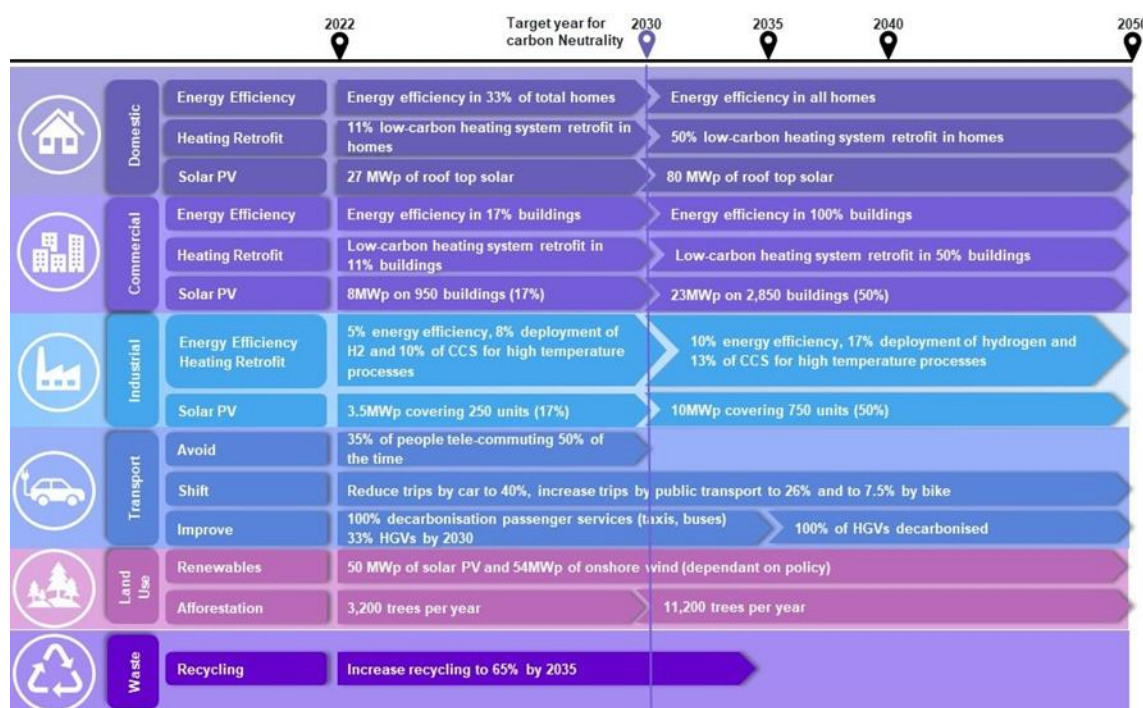 2022
Target year for
carbon Neutrality
2030
2035
2040
2050
Domestic
Energy Efficiency
Energy efficiency in 33% of total homes
Energy efficiency in all homes
Heating Retrofit
11% low-carbon heating system retrofit in
homes
50% low-carbon heating system retrofit in homes
Solar PV
27 MWp of roof top solar
80 MWp of roof top solar
Commercial
Energy Efficiency
Energy efficiency in 17% buildings
Energy efficiency in 100% buildings
Heating Retrofit
Low-carbon heating system retrofit in
11% buildings
Low-carbon heating system retrofit in 50% buildings
Solar PV
8MWp on 950 buildings (17%)
23MWp on 2,850 buildings (50%)
Industrial
Energy Efficiency
Heating Retrofit
5% energy efficiency, 8% deployment of
H2 and 10% of CCS for high temperature
processes
10% energy efficiency, 17% deployment of hydrogen and
13% of CCS for high temperature processes
Solar PV
3.5MWp covering 250 units (17%)
10MWp covering 750 units (50%)
Transport
Avoid
35% of people tele-commuting 50% of
the time
Shift
Reduce trips by car to 40%, increase trips by public transport to 26% and to 7.5% by bike
Improve
100% decarbonisation passenger services (taxis, buses)
33% HGVs by 2030
100% of HGVs decarbonised
Land
Use
Renewables
50 MWp of solar PV and 54MWp of onshore wind (dependant on policy)
Afforestation
3,200 trees per year
11,200 trees per year
Waste
Recycling
Increase recycling to 65% by 2035